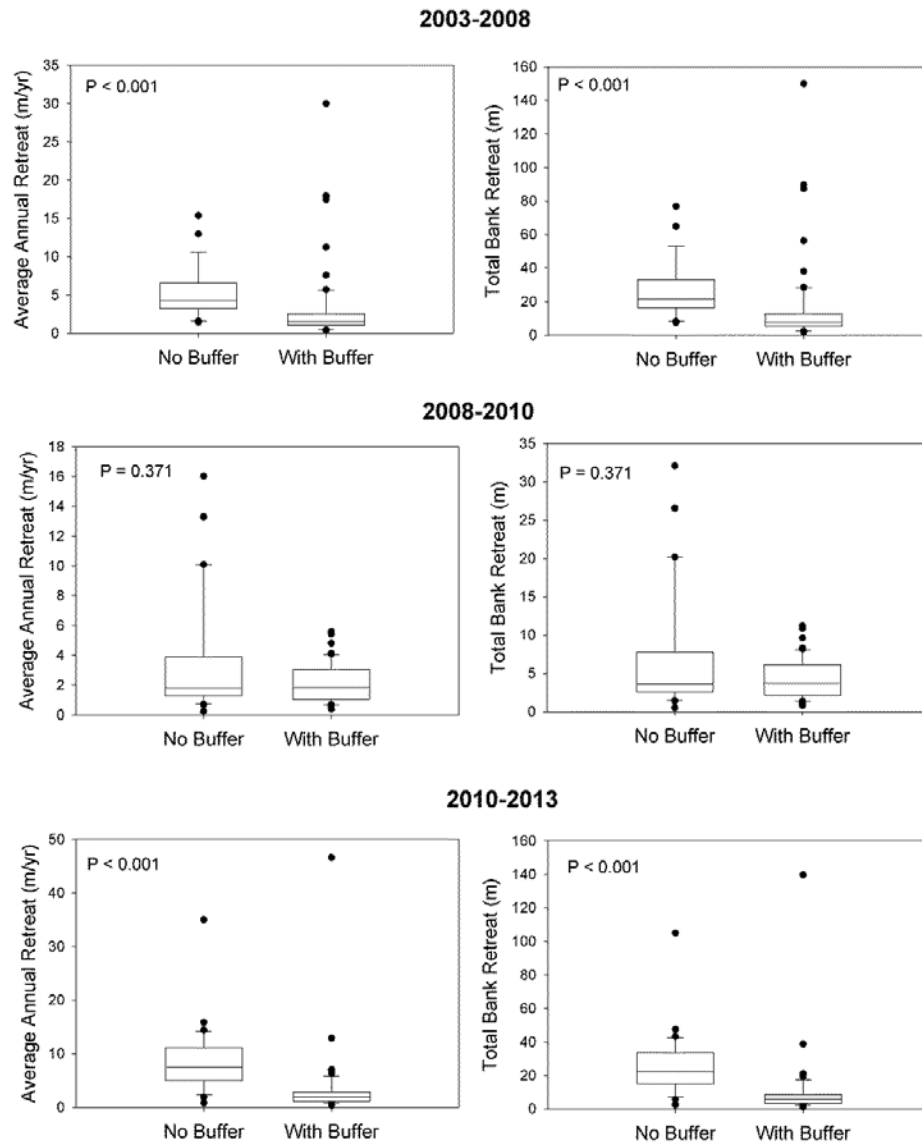 2003-2008
Average Annual Retreat (m/yr)
35
30
25
20
15
10
5
0
P < 0.001
No Buffer With Buffer
Total Bank Retreat (m)
160
140
120
100
80
60
40
20
0
P < 0.001
No Buffer With Buffer
2008-2010
Average Annual Retreat (m/yr)
18
16
14
12
10
8
6
4
2
0
P = 0.371
No Buffer With Buffer
Total Bank Retreat (m)
35
30
25
20
15
10
5
0
P = 0.371
No Buffer With Buffer
2010-2013
Average Annual Retreat (m/yr)
50
40
30
20
10
0
P < 0.001
No Buffer With Buffer
Total Bank Retreat (m)
160
140
120
100
80
60
40
20
0
P < 0.001
No Buffer With Buffer